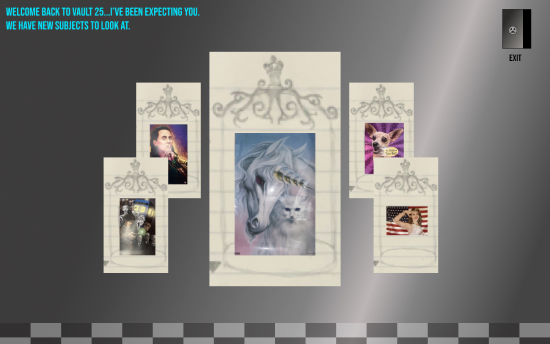 WELCOME BACK TO VAULT 25...I'VE BEEN EXPECTING YOU.
WE HAVE NEW SUBJECTS TO LOOK AT.
EXIT